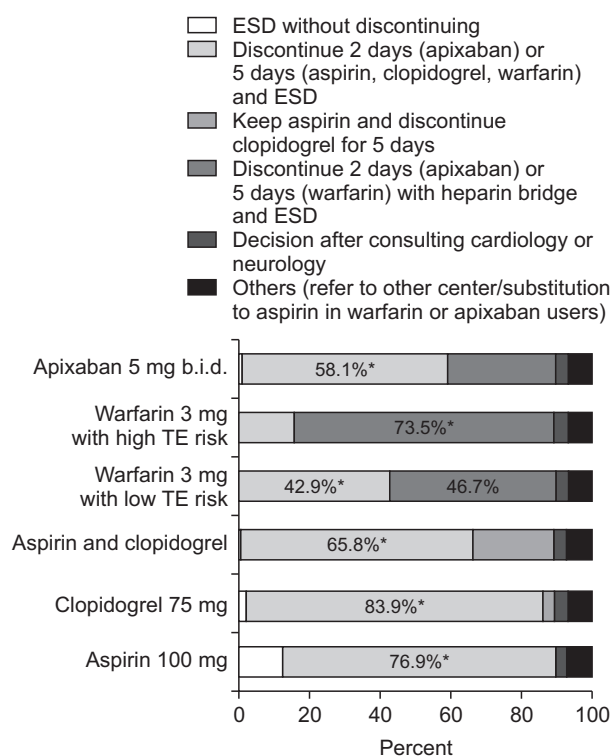 ESD without discontinuing
Discontinue 2 days (apixaban) or
5 days (aspirin, clopidogrel, warfarin)
and ESD
Keep aspirin and discontinue
clopidogrel for 5 days
Discontinue 2 days (apixaban) or
5 days (warfarin) with heparin bridge
and ESD
Decision after consulting cardiology or
neurology
Others (refer to other center/substitution
to aspirin in warfarin or apixaban users)
Apixaban 5 mg b.i.d.
58.1%*
Warfarin 3 mg
with high TE risk
73.5%*
Warfarin 3 mg
with low TE risk
42.9%* 46.7%
Aspirin and clopidogrel
65.8%*
Clopidogrel 75 mg
83.9%*
Aspirin 100 mg
76.9%*
0 20 40 60 80 100
Percent